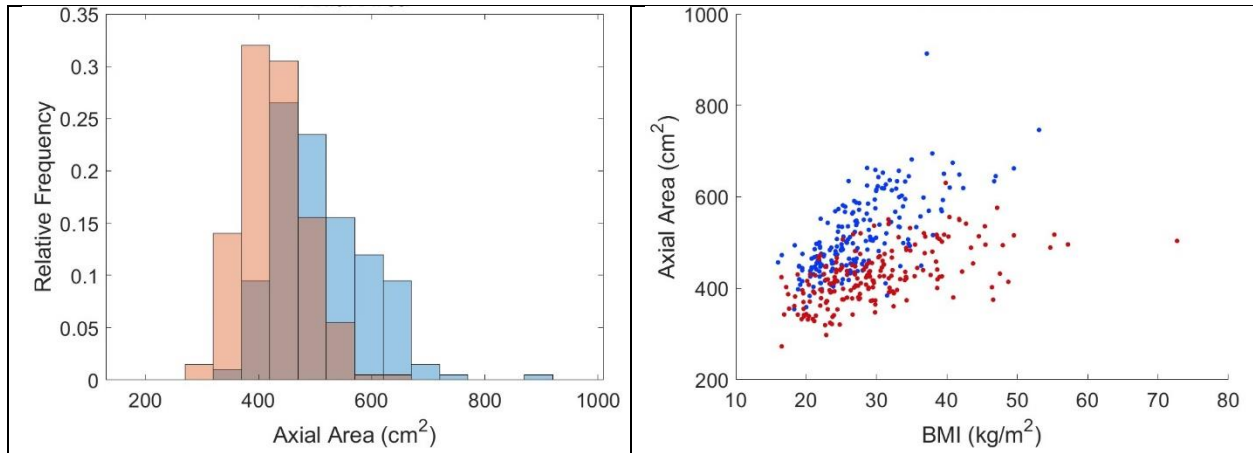 0.35
0.3
0.25
0.2
0.15
0.1
0.05
0
Relative Frequency
200 400 600 800 1000
Axial Area (cm²)
1000
800
600
400
200
Axial Area (cm²)
10 20 30 40 50 60 70 80
BMI (kg/m²)